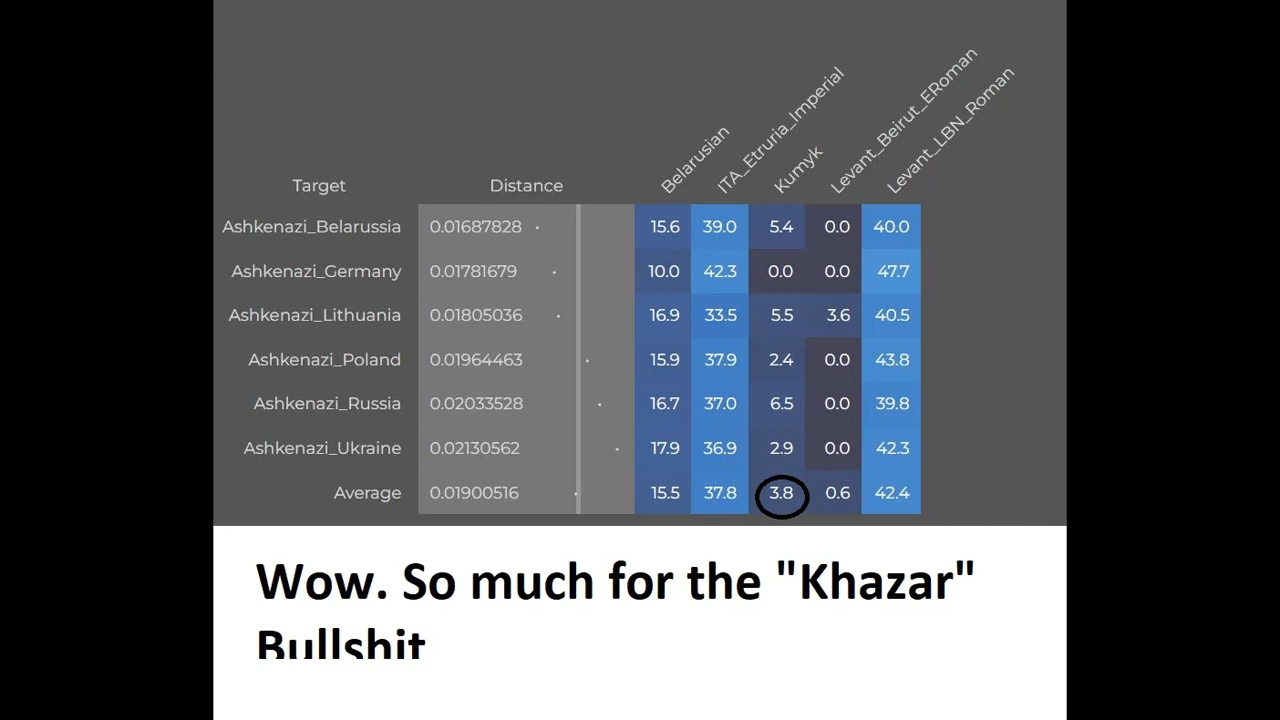 Belarusian ITA_Etruria_Imperial Kumyk Levant_Beirut_ERoman Levant_LBN_Roman
Target Distance
Ashkenazi_Belarussia 0.01687828 15.6 39.0 5.4 0.0 40.0
Ashkenazi_Germany 0.01781679 10.0 42.3 0.0 0.0 47.7
Ashkenazi_Lithuania 0.01805036 16.9 33.5 5.5 3.6 40.5
Ashkenazi_Poland 0.01964463 15.9 37.9 2.4 0.0 43.8
Ashkenazi_Russia 0.02033528 16.7 37.0 6.5 0.0 39.8
Ashkenazi_Ukraine 0.02130562 17.9 36.9 2.9 0.0 42.3
Average 0.01900516 15.5 37.8 3.8 0.6 42.4
Wow. So much for the "Khazar"
Bullshit